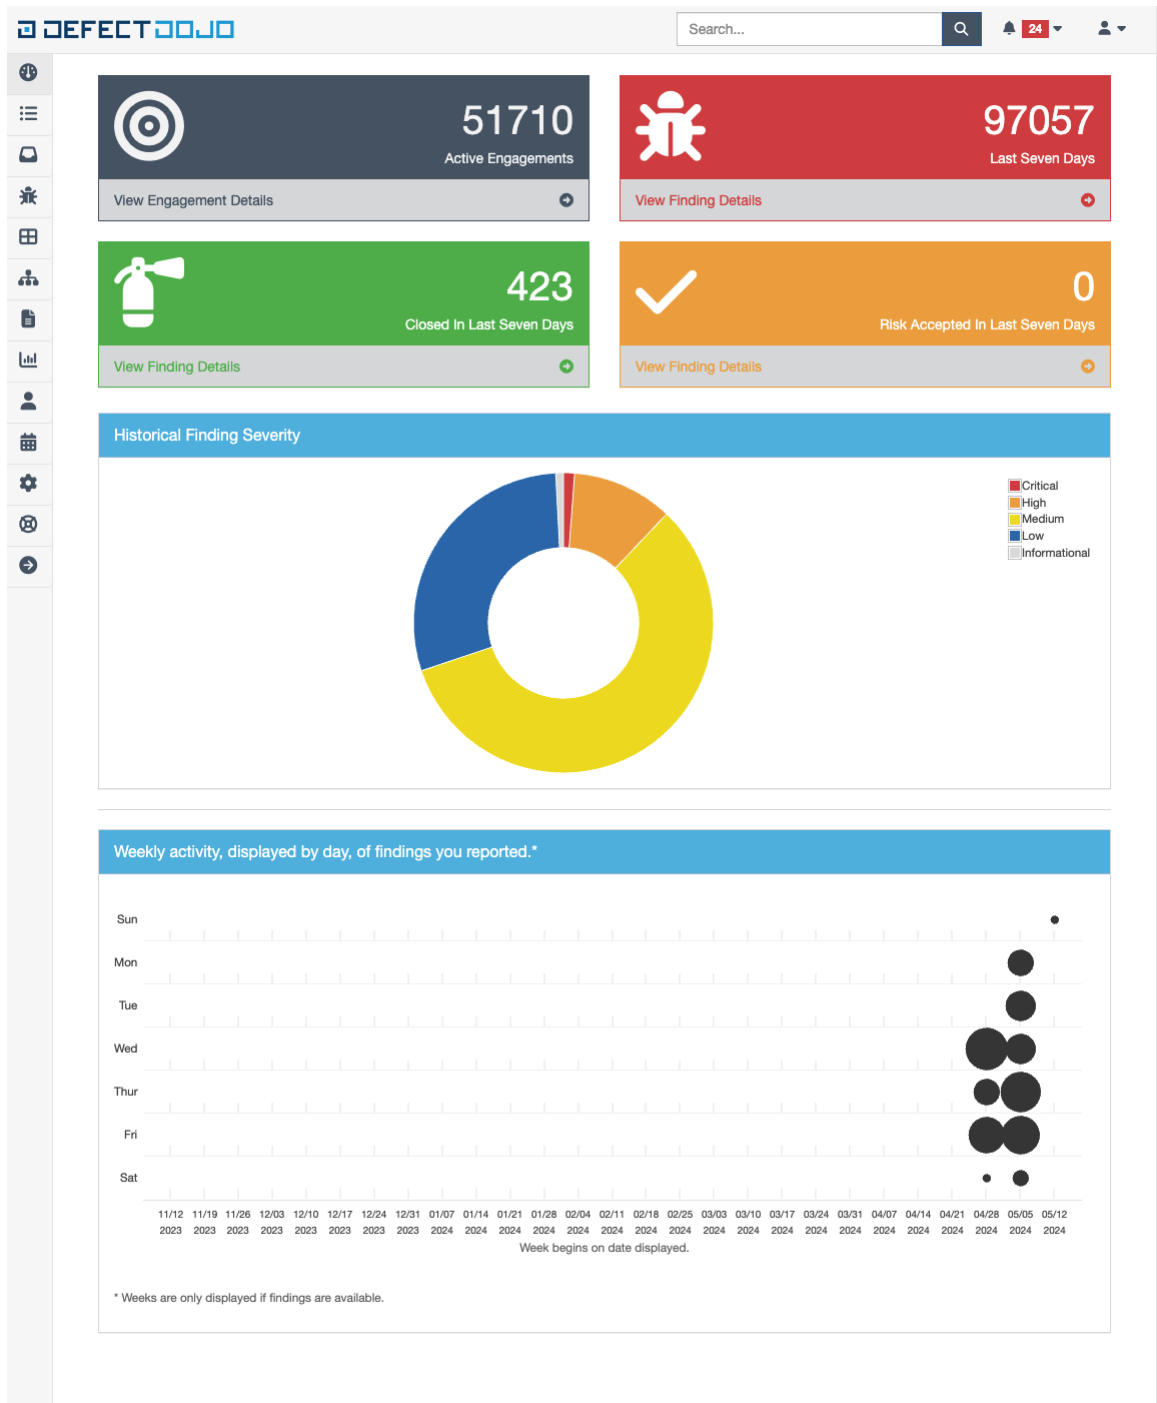 DEFECTDOJO
Search...
24
51710
Active Engagements
View Engagement Details
97057
Last Seven Days
View Finding Details
423
Closed In Last Seven Days
View Finding Details
0
Risk Accepted In Last Seven Days
View Finding Details
Historical Finding Severity
Critical
High
Medium
Low
Informational
Weekly activity, displayed by day, of findings you reported.*
Sun
Mon
Tue
Wed
Thur
Fri
Sat
11/12 11/19 11/26 12/03 12/10 12/17 12/24 12/31 01/07 01/14 01/21 01/28 02/04 02/11 02/18 02/25 03/03 03/10 03/17 03/24 03/31 04/07 04/14 04/21 04/28 05/05 05/12
2023 2023 2023 2023 2023 2023 2023 2023 2024 2024 2024 2024 2024 2024 2024 2024 2024 2024 2024 2024 2024 2024 2024 2024 2024 2024 2024
Week begins on date displayed.
* Weeks are only displayed if findings are available.